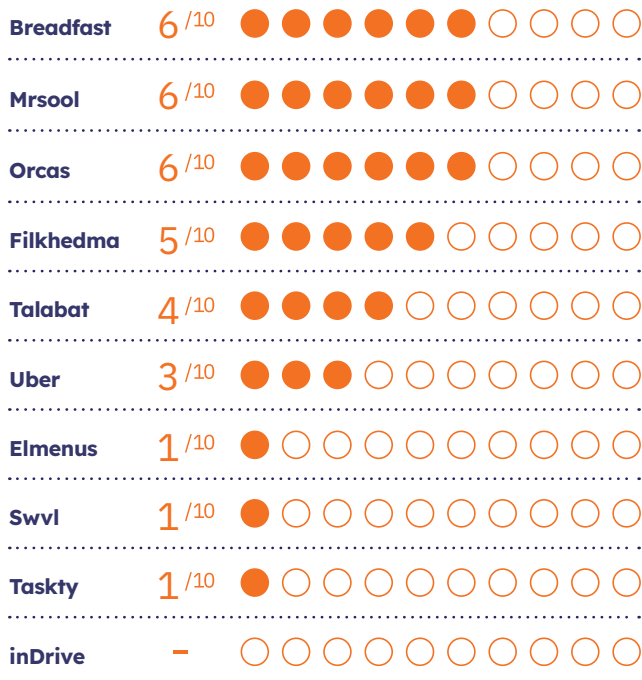 Breadfast 6 /10
Mrsool 6 /10
Orcas 6 /10
Filkhedma 5 /10
Talabat 4 /10
Uber 3 /10
Elmenus 1 /10
Swvl 1 /10
Taskty 1 /10
inDrive -